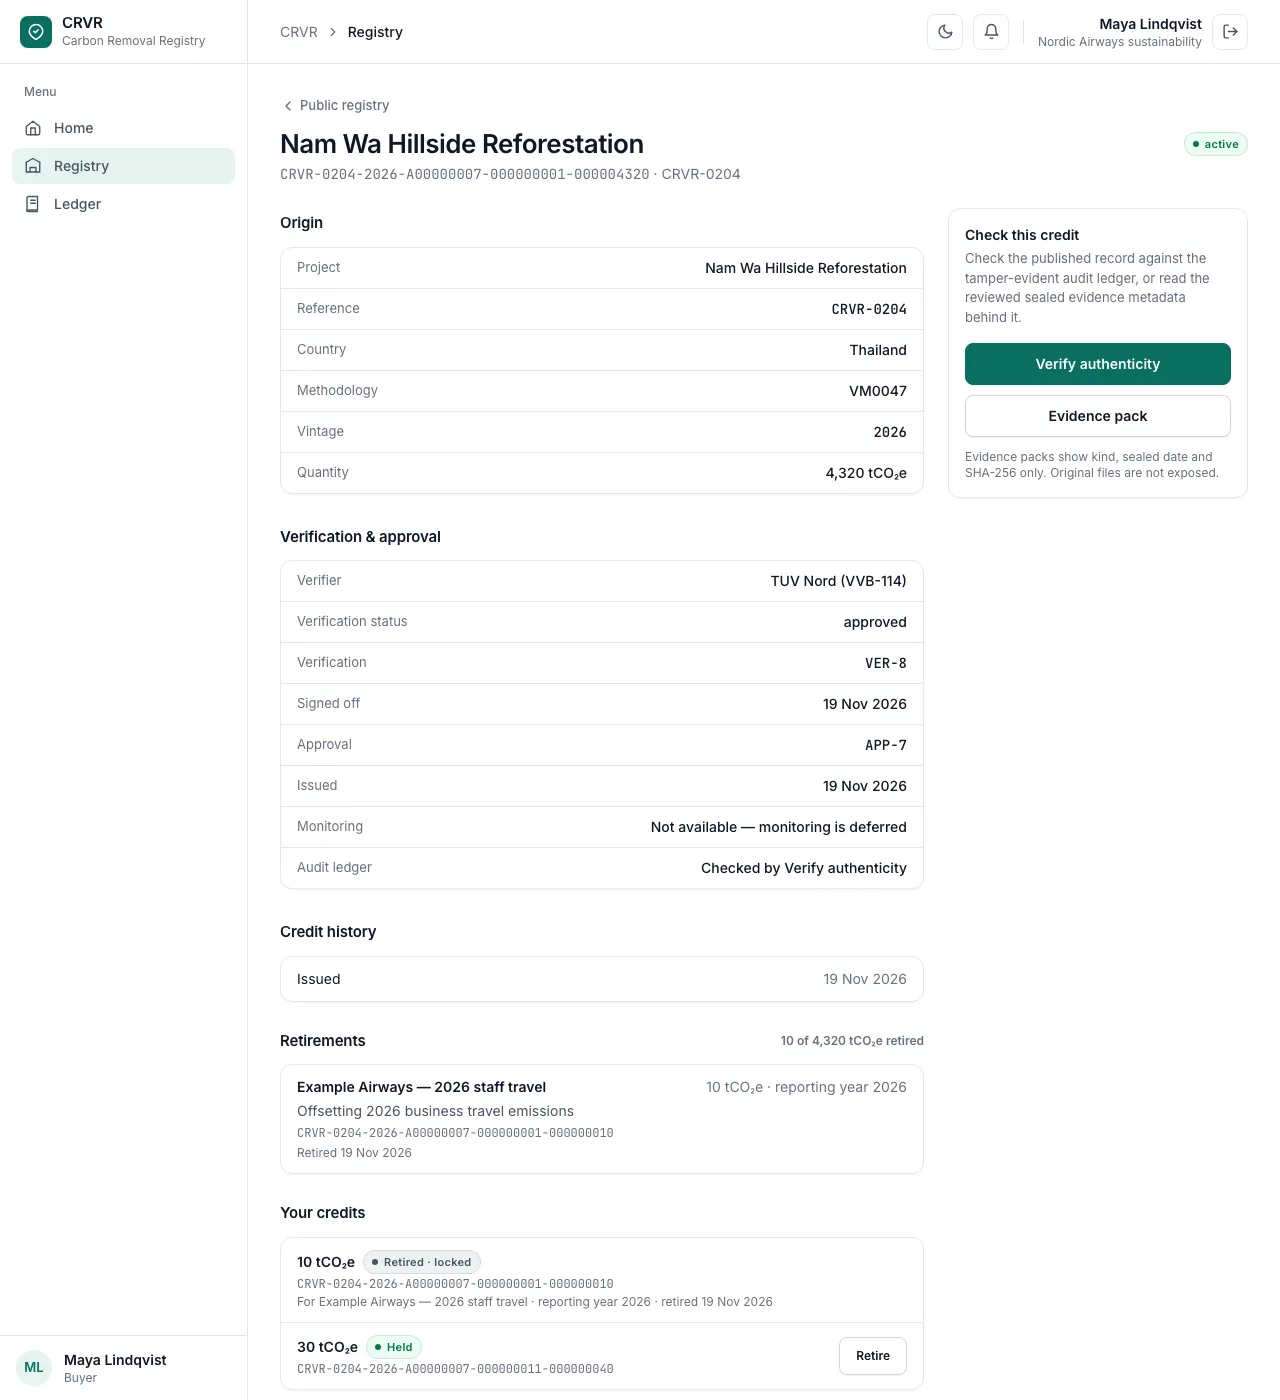 CRVR
Carbon Removal Registry
CRVR > Registry
Maya Lindqvist
Nordic Airways sustainability
Menu
Home
Registry
Ledger
Public registry
Nam Wa Hillside Reforestation
active
CRVR-0204-2026-A00000007-000000001-000004320 · CRVR-0204
Origin
Project Nam Wa Hillside Reforestation
Reference CRVR-0204
Country Thailand
Methodology VM0047
Vintage 2026
Quantity 4,320 tCO₂e
Check this credit
Check the published record against the
tamper-evident audit ledger, or read the
reviewed sealed evidence metadata
behind it.
Verify authenticity
Evidence pack
Evidence packs show kind, sealed date and
SHA-256 only. Original files are not exposed.
Verification & approval
Verifier TUV Nord (VVB-114)
Verification status approved
Verification VER-8
Signed off 19 Nov 2026
Approval APP-7
Issued 19 Nov 2026
Monitoring Not available — monitoring is deferred
Audit ledger Checked by Verify authenticity
Credit history
Issued 19 Nov 2026
Retirements 10 of 4,320 tCO₂e retired
Example Airways — 2026 staff travel 10 tCO₂e · reporting year 2026
Offsetting 2026 business travel emissions
CRVR-0204-2026-A00000007-000000001-000000010
Retired 19 Nov 2026
Your credits
10 tCO₂e Retired · locked
CRVR-0204-2026-A00000007-000000001-000000010
For Example Airways — 2026 staff travel · reporting year 2026 · retired 19 Nov 2026
30 tCO₂e Held
CRVR-0204-2026-A00000007-000000011-000000040
Retire
ML
Maya Lindqvist
Buyer